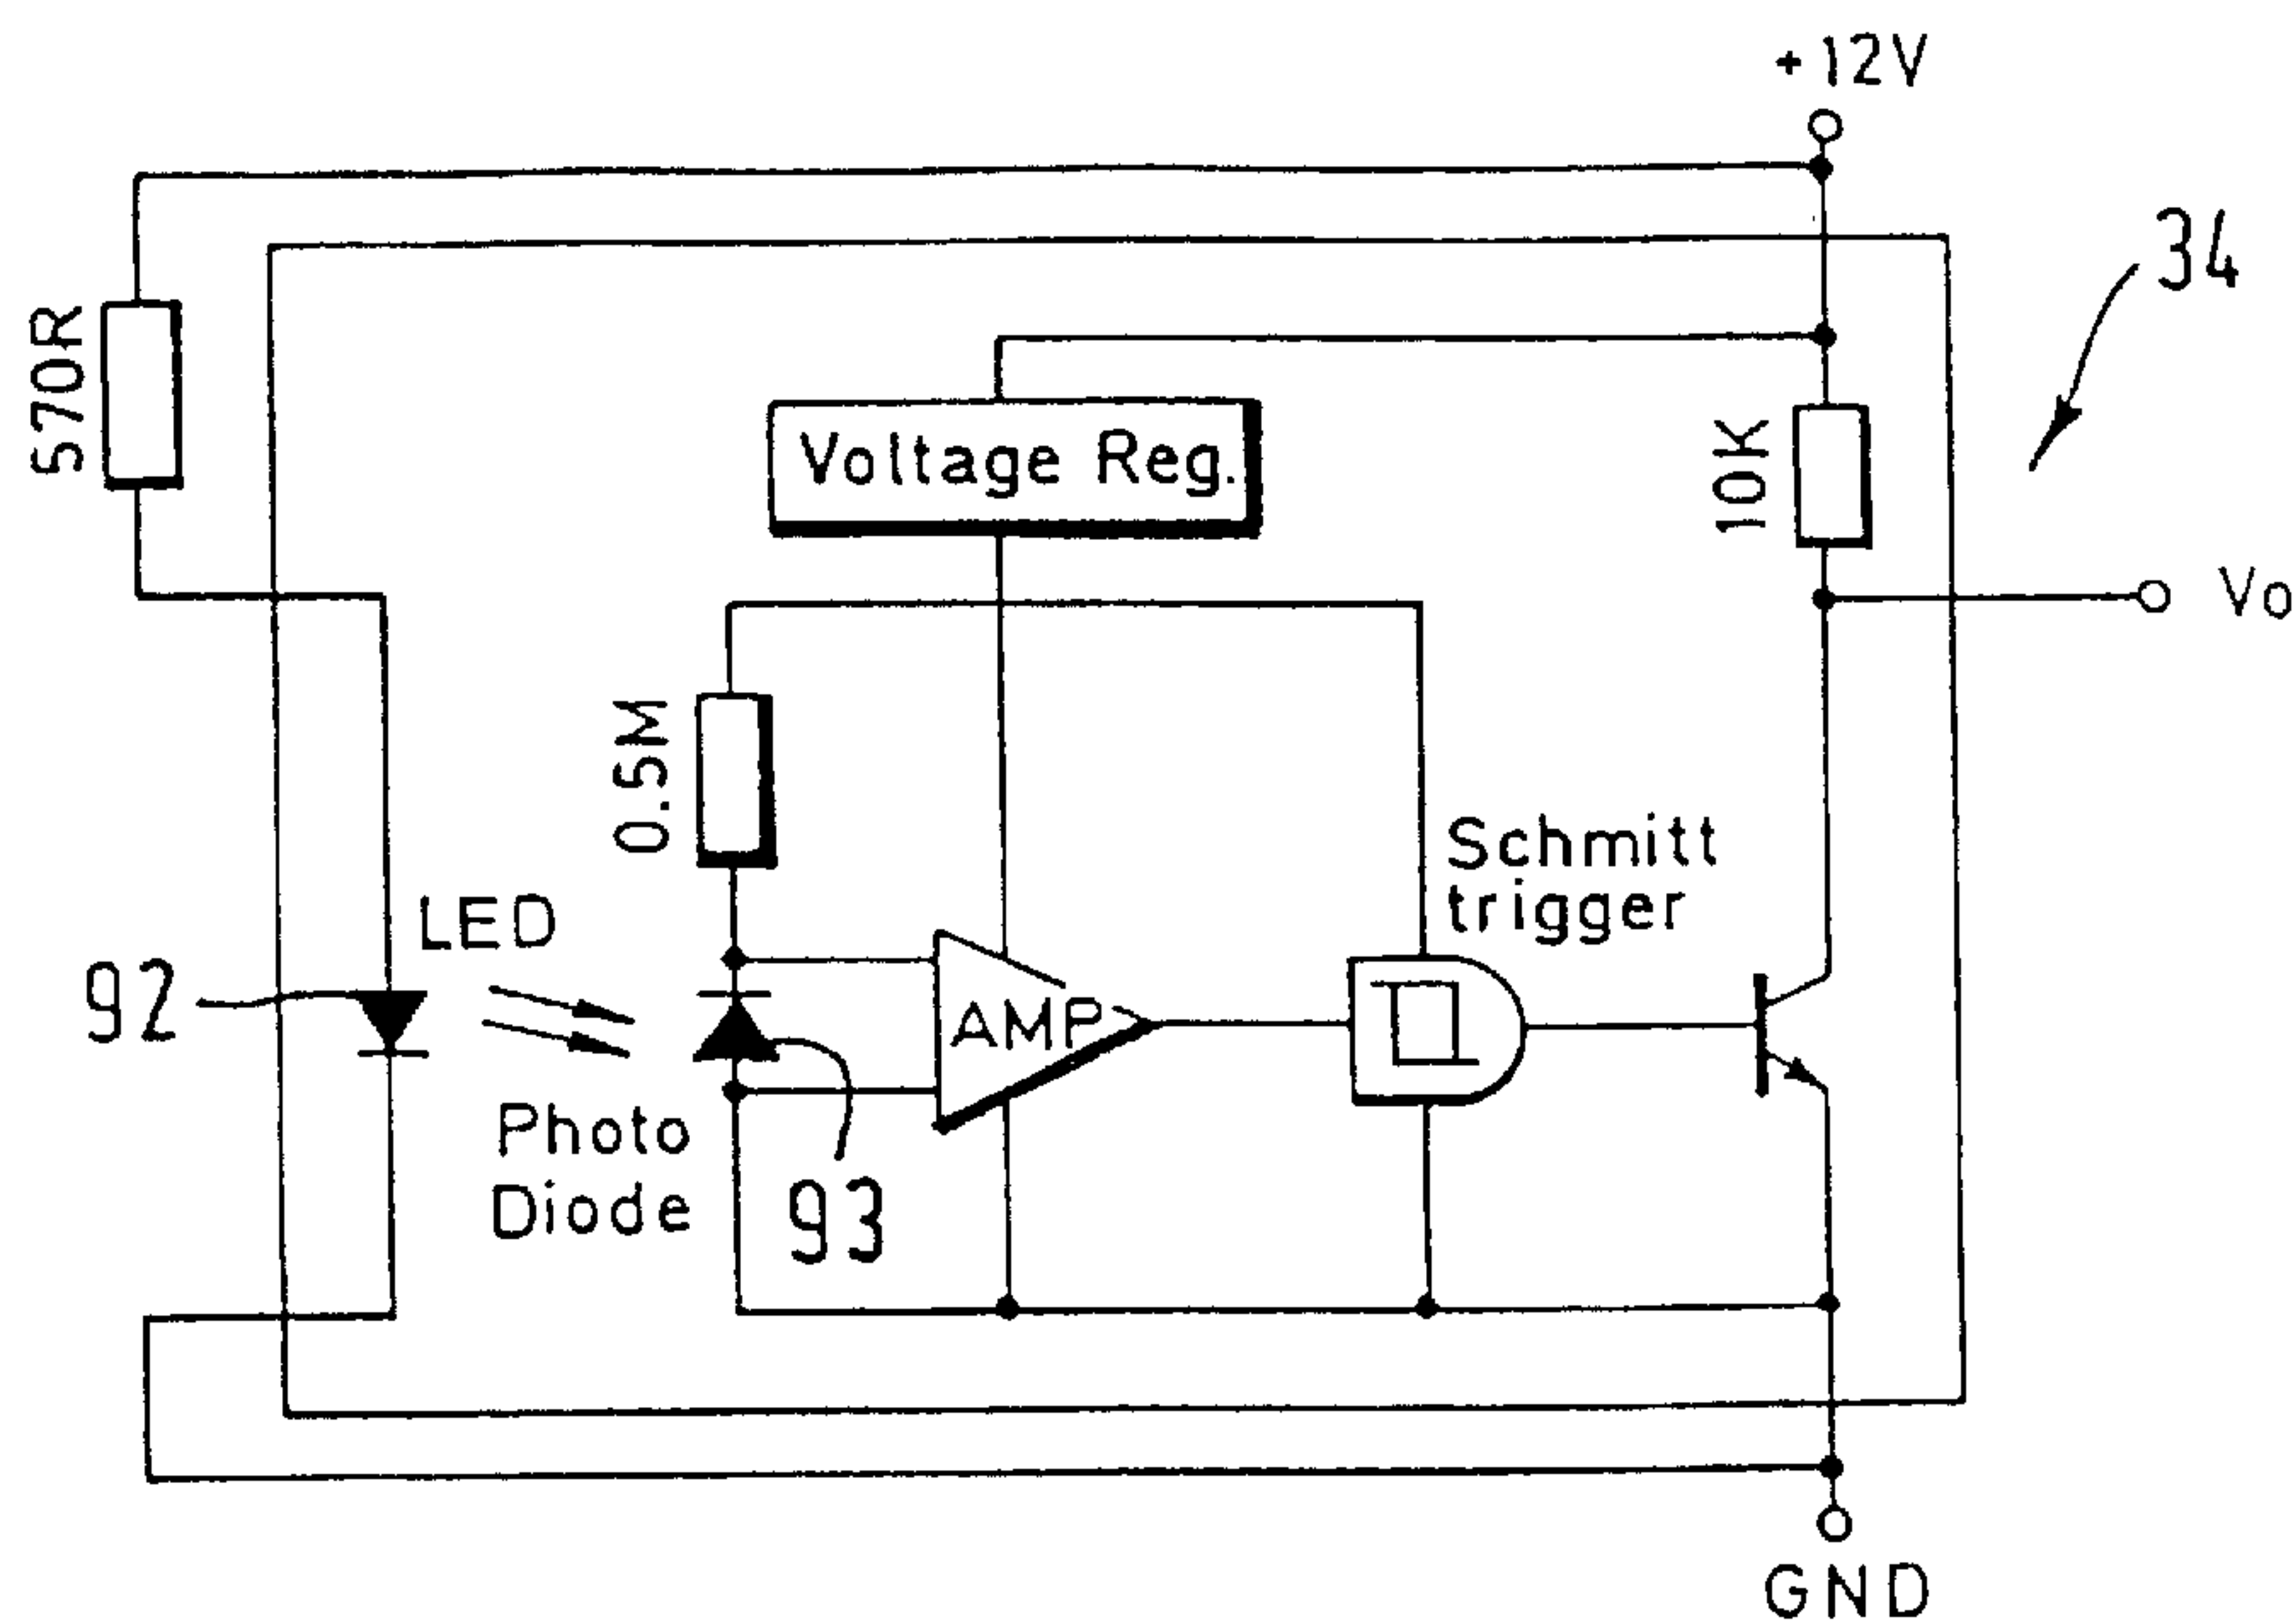 +12V
34
570R
Voltage Reg.
10K
Vo
0.5M
Schmitt
trigger
LED
92
AMP
Photo
Diode
93
GND